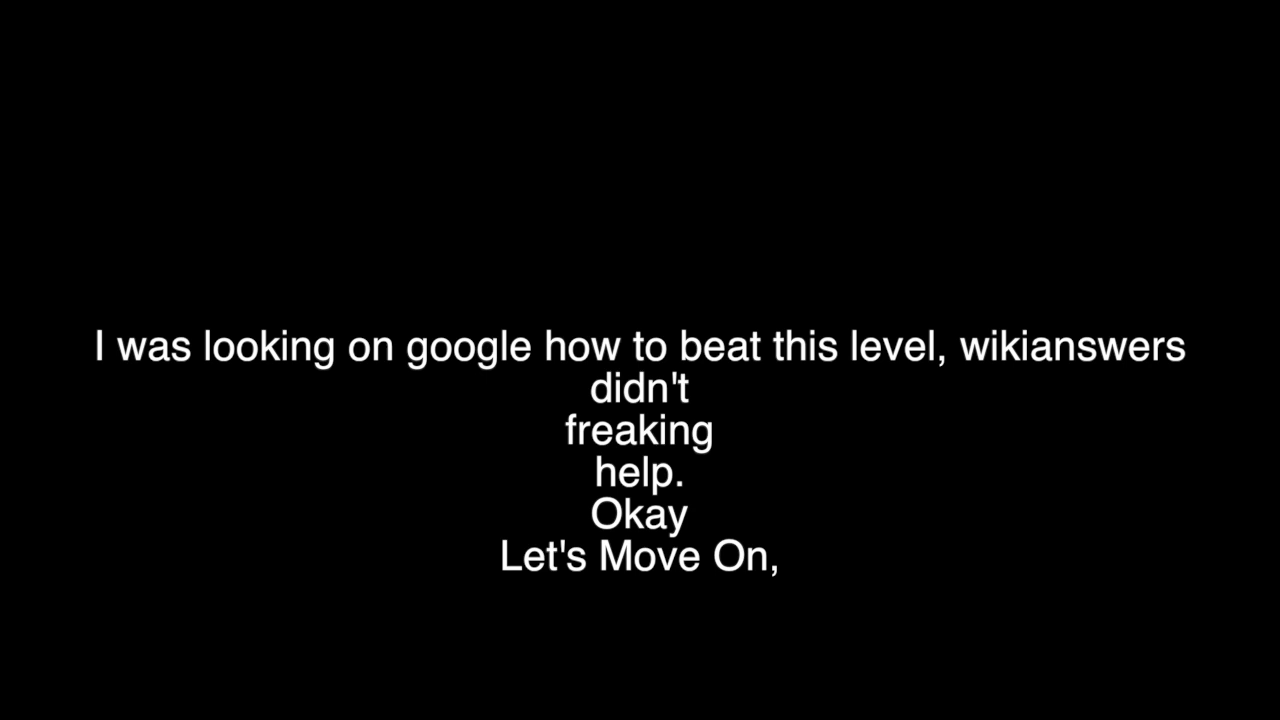 I was looking on google how to beat this level, wikianswers
didn't
freaking
help.
Okay
Let's Move On,